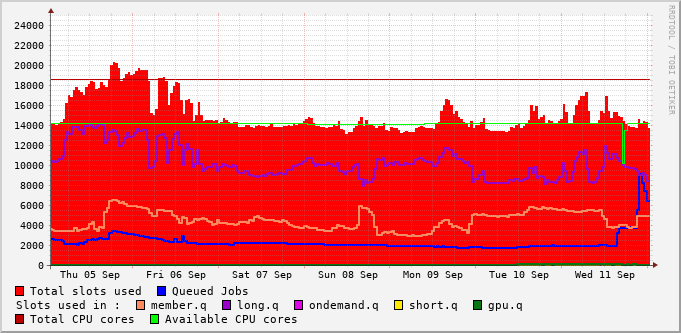 RRDTOOL / TOBI OETIKER
24000
22000
20000
18000
16000
14000
12000
10000
8000
6000
4000
2000
0
Thu 05 Sep Fri 06 Sep Sat 07 Sep Sun 08 Sep Mon 09 Sep Tue 10 Sep Wed 11 Sep
Total slots used Queued Jobs
Slots used in : member.q long.q ondemand.q short.q gpu.q
Total CPU cores Available CPU cores